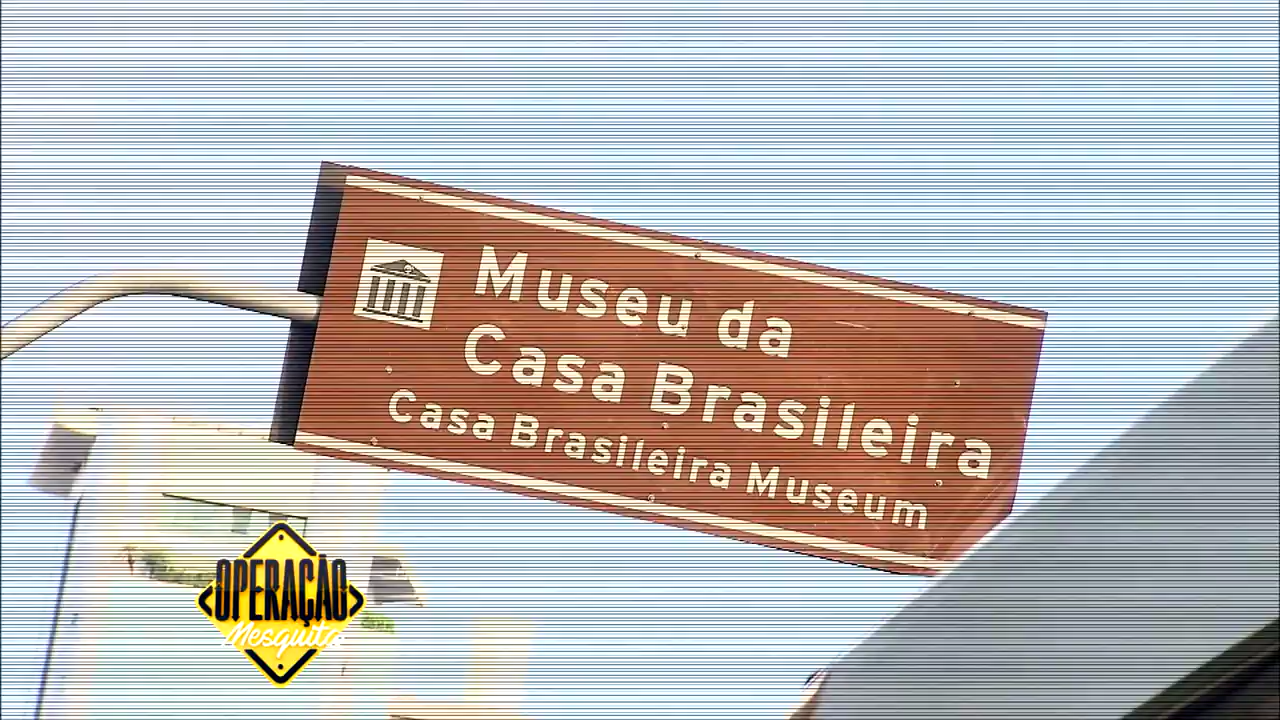 Museu da
Casa Brasileira
Casa Brasileira Museum
OPERAÇÃO
Mesquita